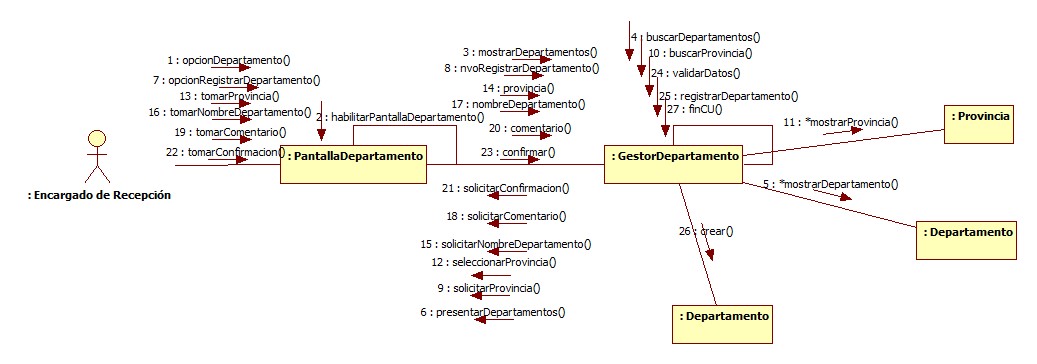 1 : opcionDepartamento()
7 : opcionRegistrarDepartamento()
13 : tomarProvincia()
16 : tomarNombreDepartamento()
19 : tomarComentario()
22 : tomarConfirmacion()
: Encargado de Recepción
2 : habilitarPantallaDepartamento()
: PantallaDepartamento
3 : mostrarDepartamentos()
8 : nvoRegistrarDepartamento()
14 : provincia()
17 : nombreDepartamento()
20 : comentario()
23 : confirmar()
21 : solicitarConfirmacion()
18 : solicitarComentario()
15 : solicitarNombreDepartamento()
12 : seleccionarProvincia()
9 : solicitarProvincia()
6 : presentarDepartamentos()
4 : buscarDepartamentos()
10 : buscarProvincia()
24 : validarDatos()
25 : registrarDepartamento()
27 : finCU()
: GestorDepartamento
11 : *mostrarProvincia()
: Provincia
5 : *mostrarDepartamento()
: Departamento
26 : crear()
: Departamento